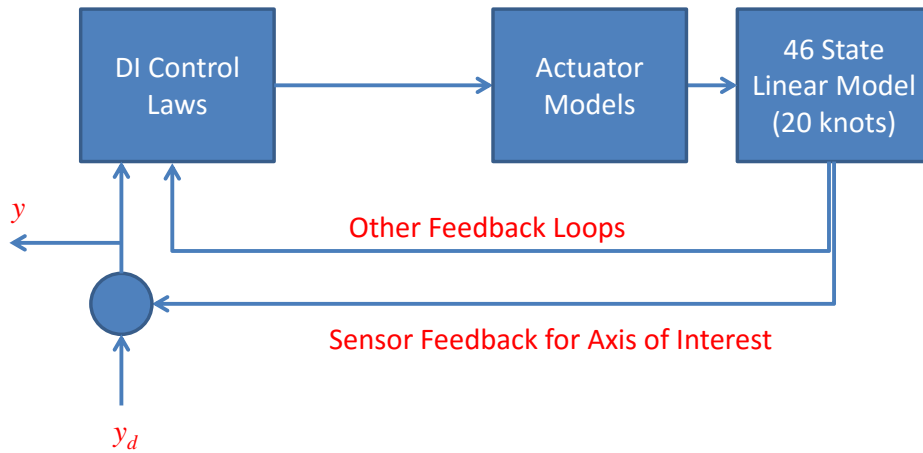 DI Control
Laws
Actuator
Models
46 State
Linear Model
(20 knots)
y
Other Feedback Loops
Sensor Feedback for Axis of Interest
y_d